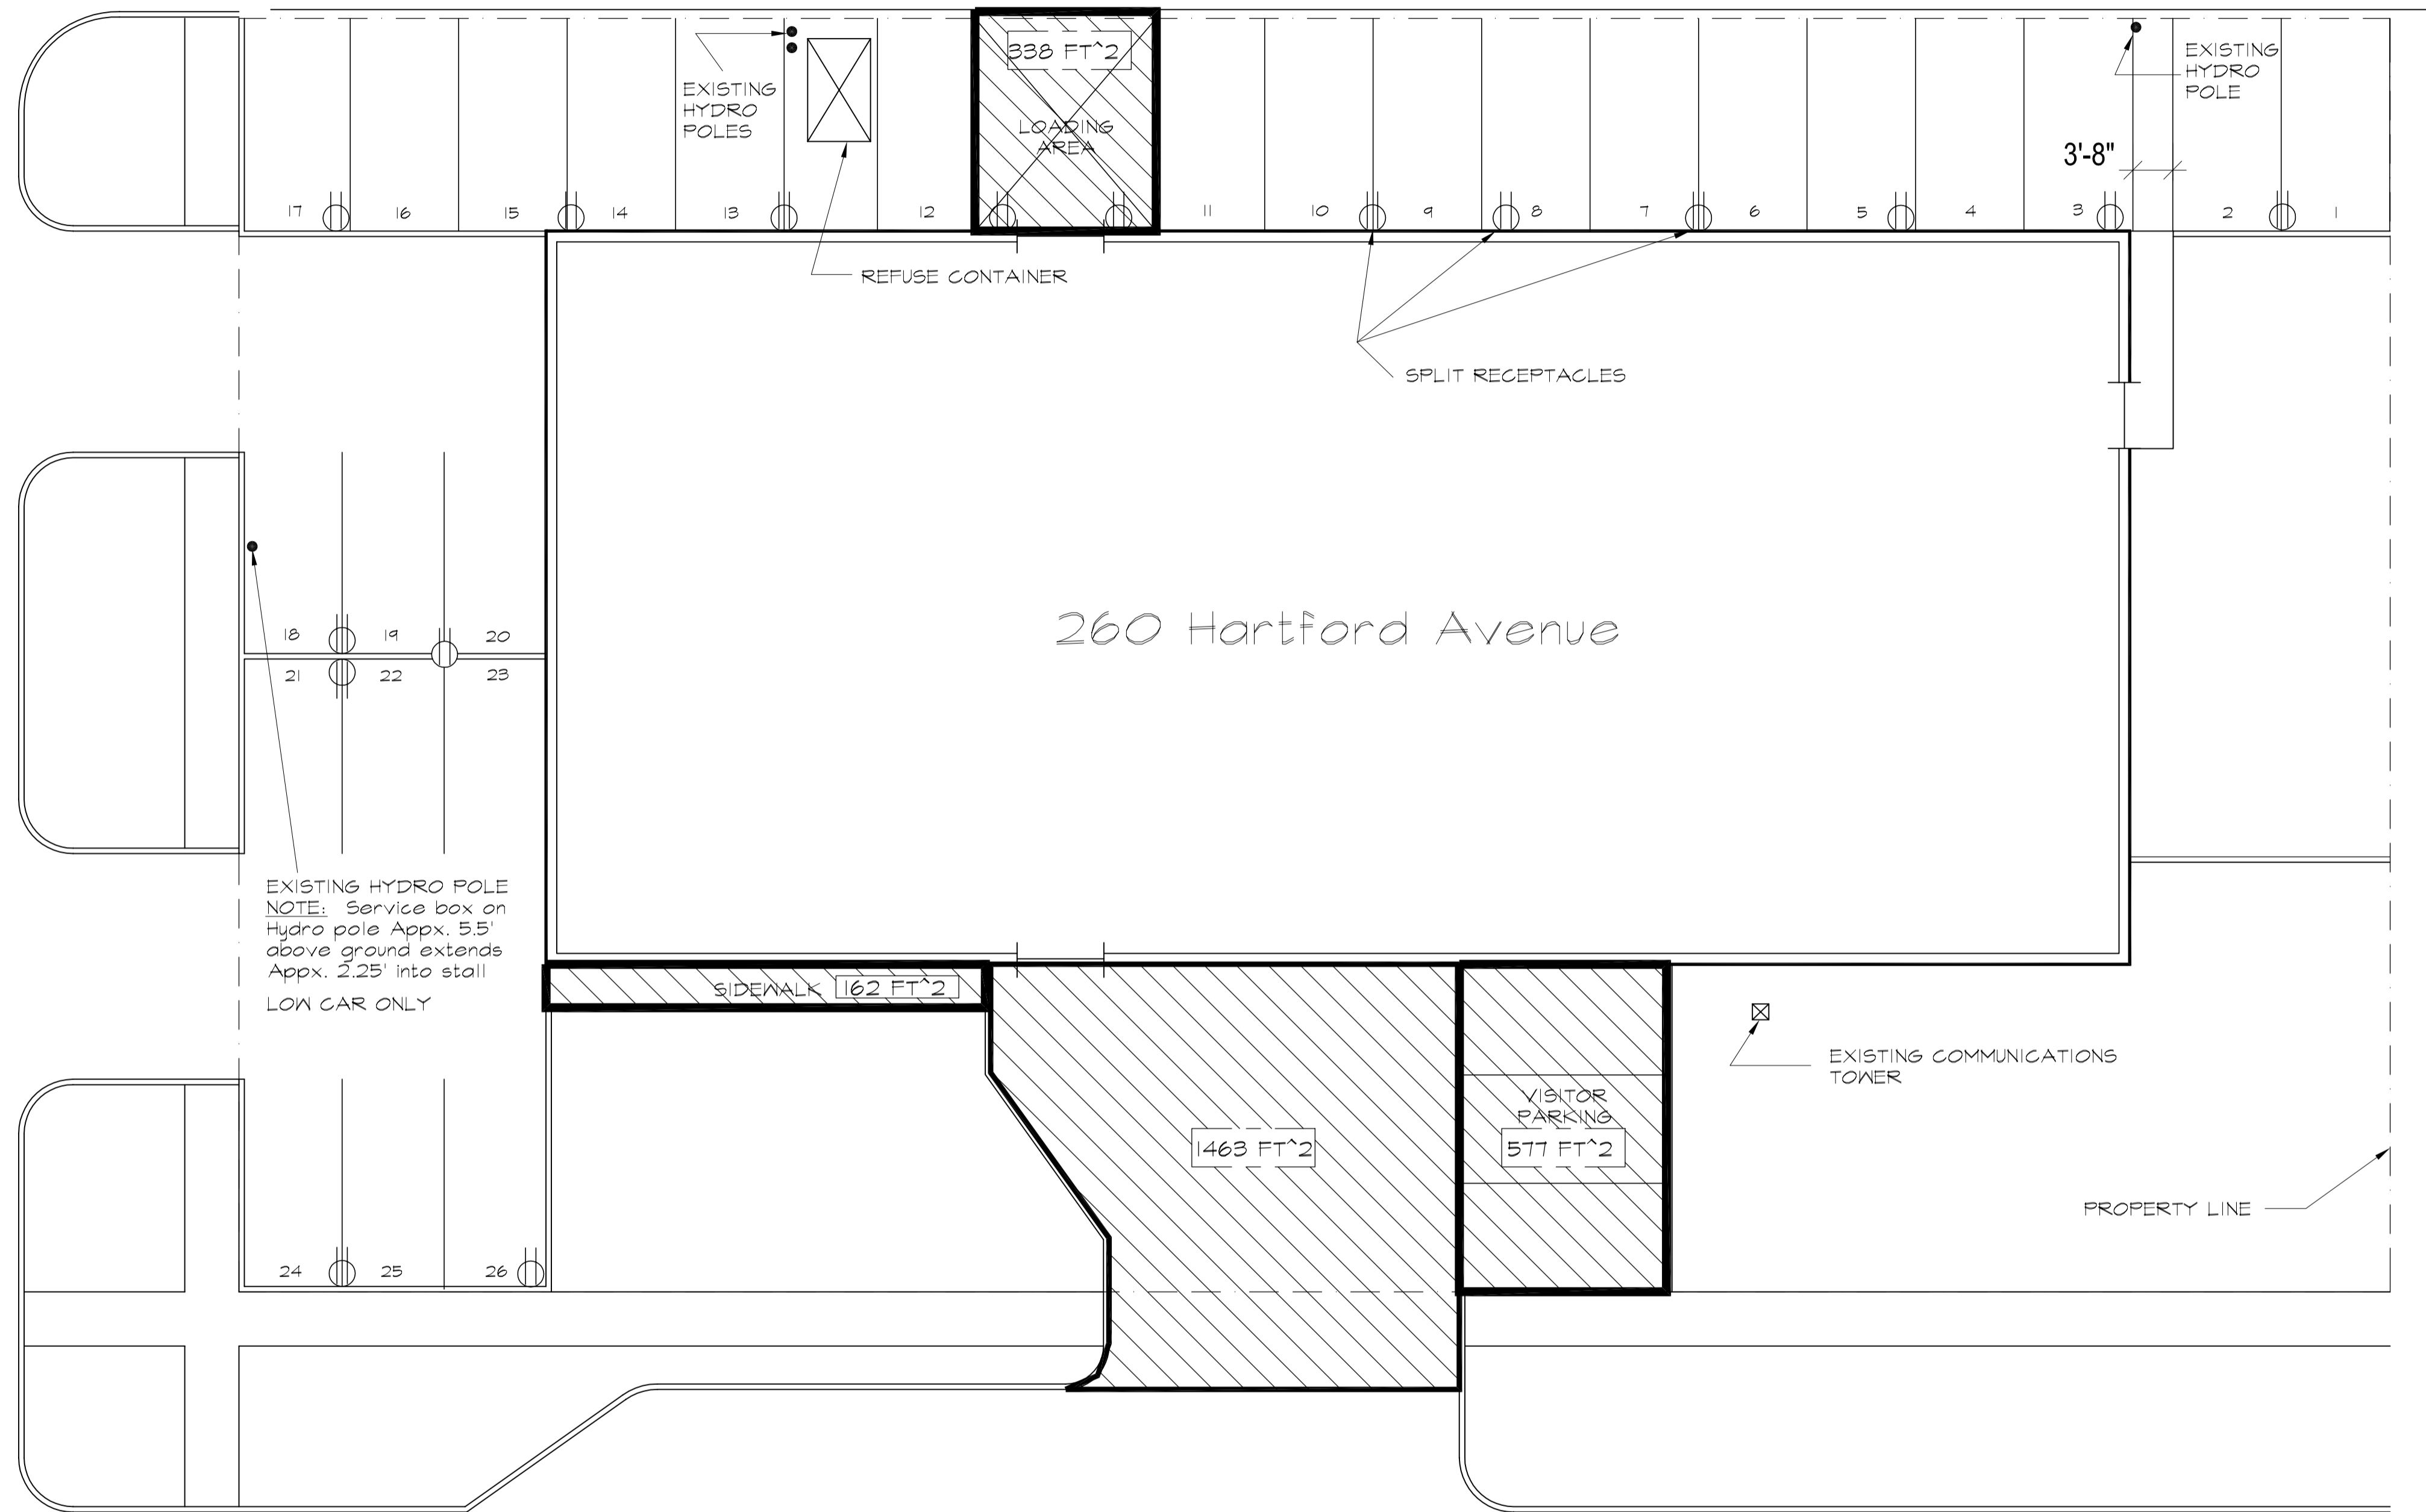 338 FT^2
LOADING
AREA
EXISTING
HYDRO
POLES
EXISTING
HYDRO
POLE
3'-8"
17 16 15 14 13 12 11 10 9 8 7 6 5 4 3 2 1
REFUSE CONTAINER
SPLIT RECEPTACLES
260 Hartford Avenue
18 19 20
21 22 23
EXISTING HYDRO POLE
NOTE: Service box on
Hydro pole Appx. 5.5'
above ground extends
Appx. 2.25' into stall
LOW CAR ONLY
SIDEWALK 162 FT^2
EXISTING COMMUNICATIONS
TOWER
VISITOR
PARKING
1463 FT^2
577 FT^2
PROPERTY LINE
24 25 26